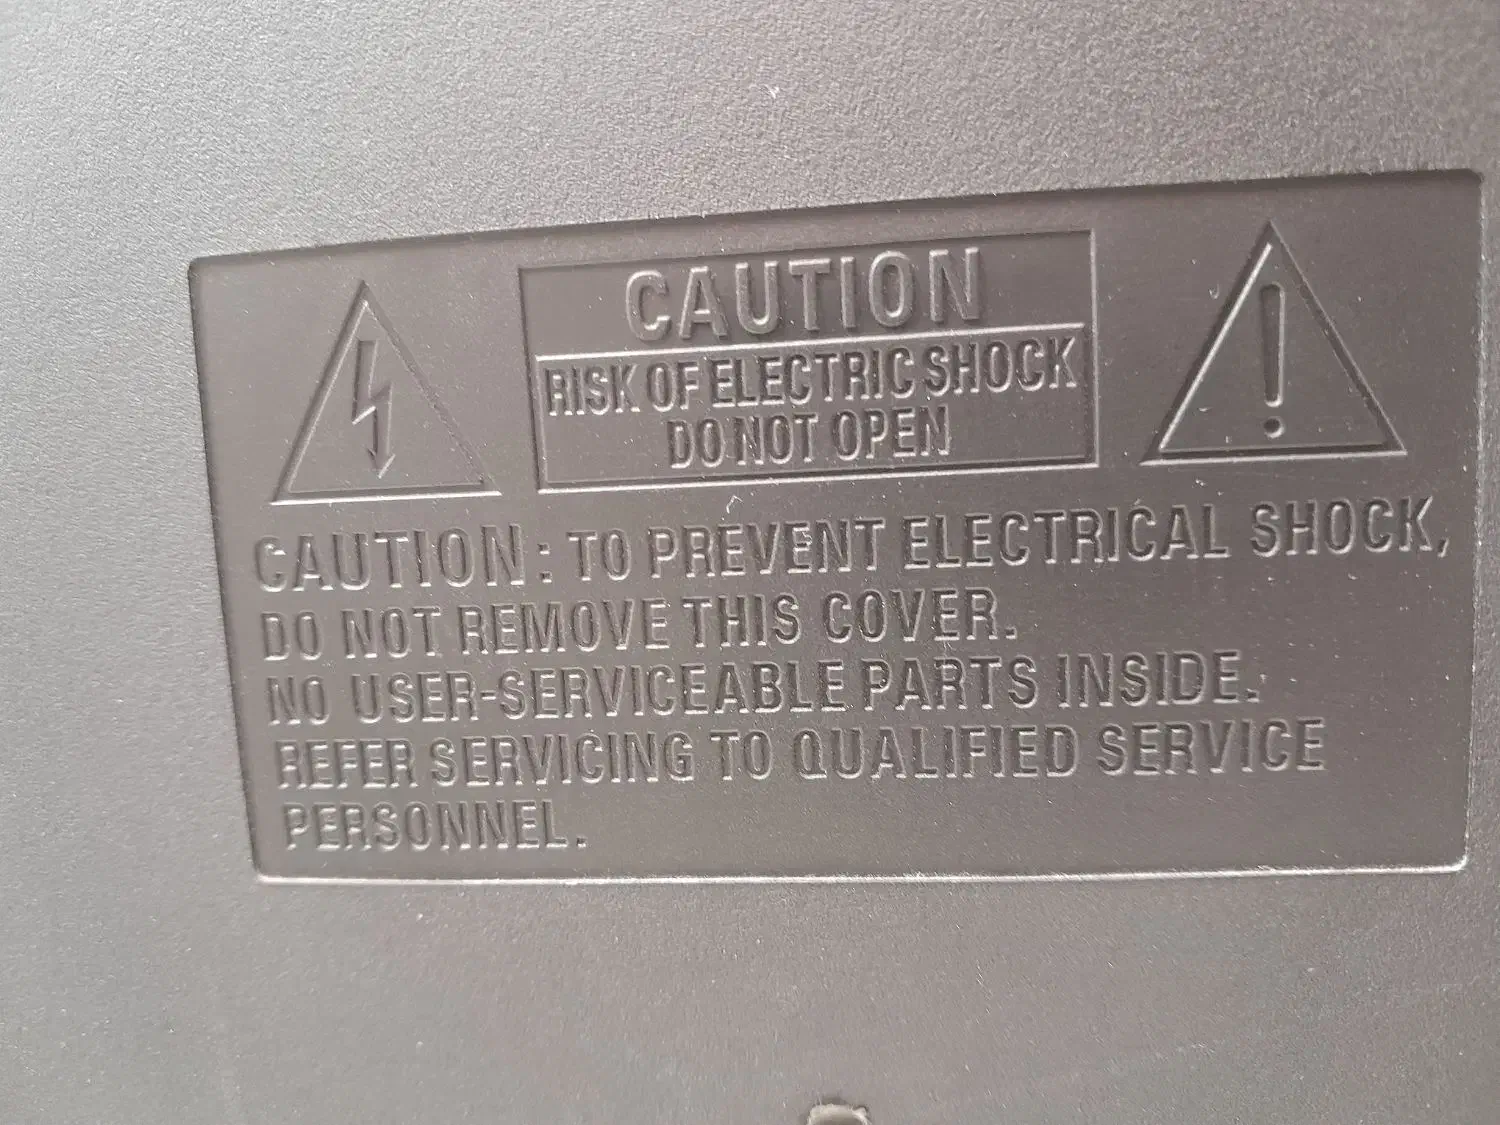 CAUTION
RISK OF ELECTRIC SHOCK
DO NOT OPEN
!
CAUTION : TO PREVENT ELECTRICAL SHOCK,
DO NOT REMOVE THIS COVER.
NO USER-SERVICEABLE PARTS INSIDE.
REFER SERVICING TO QUALIFIED SERVICE
PERSONNEL.